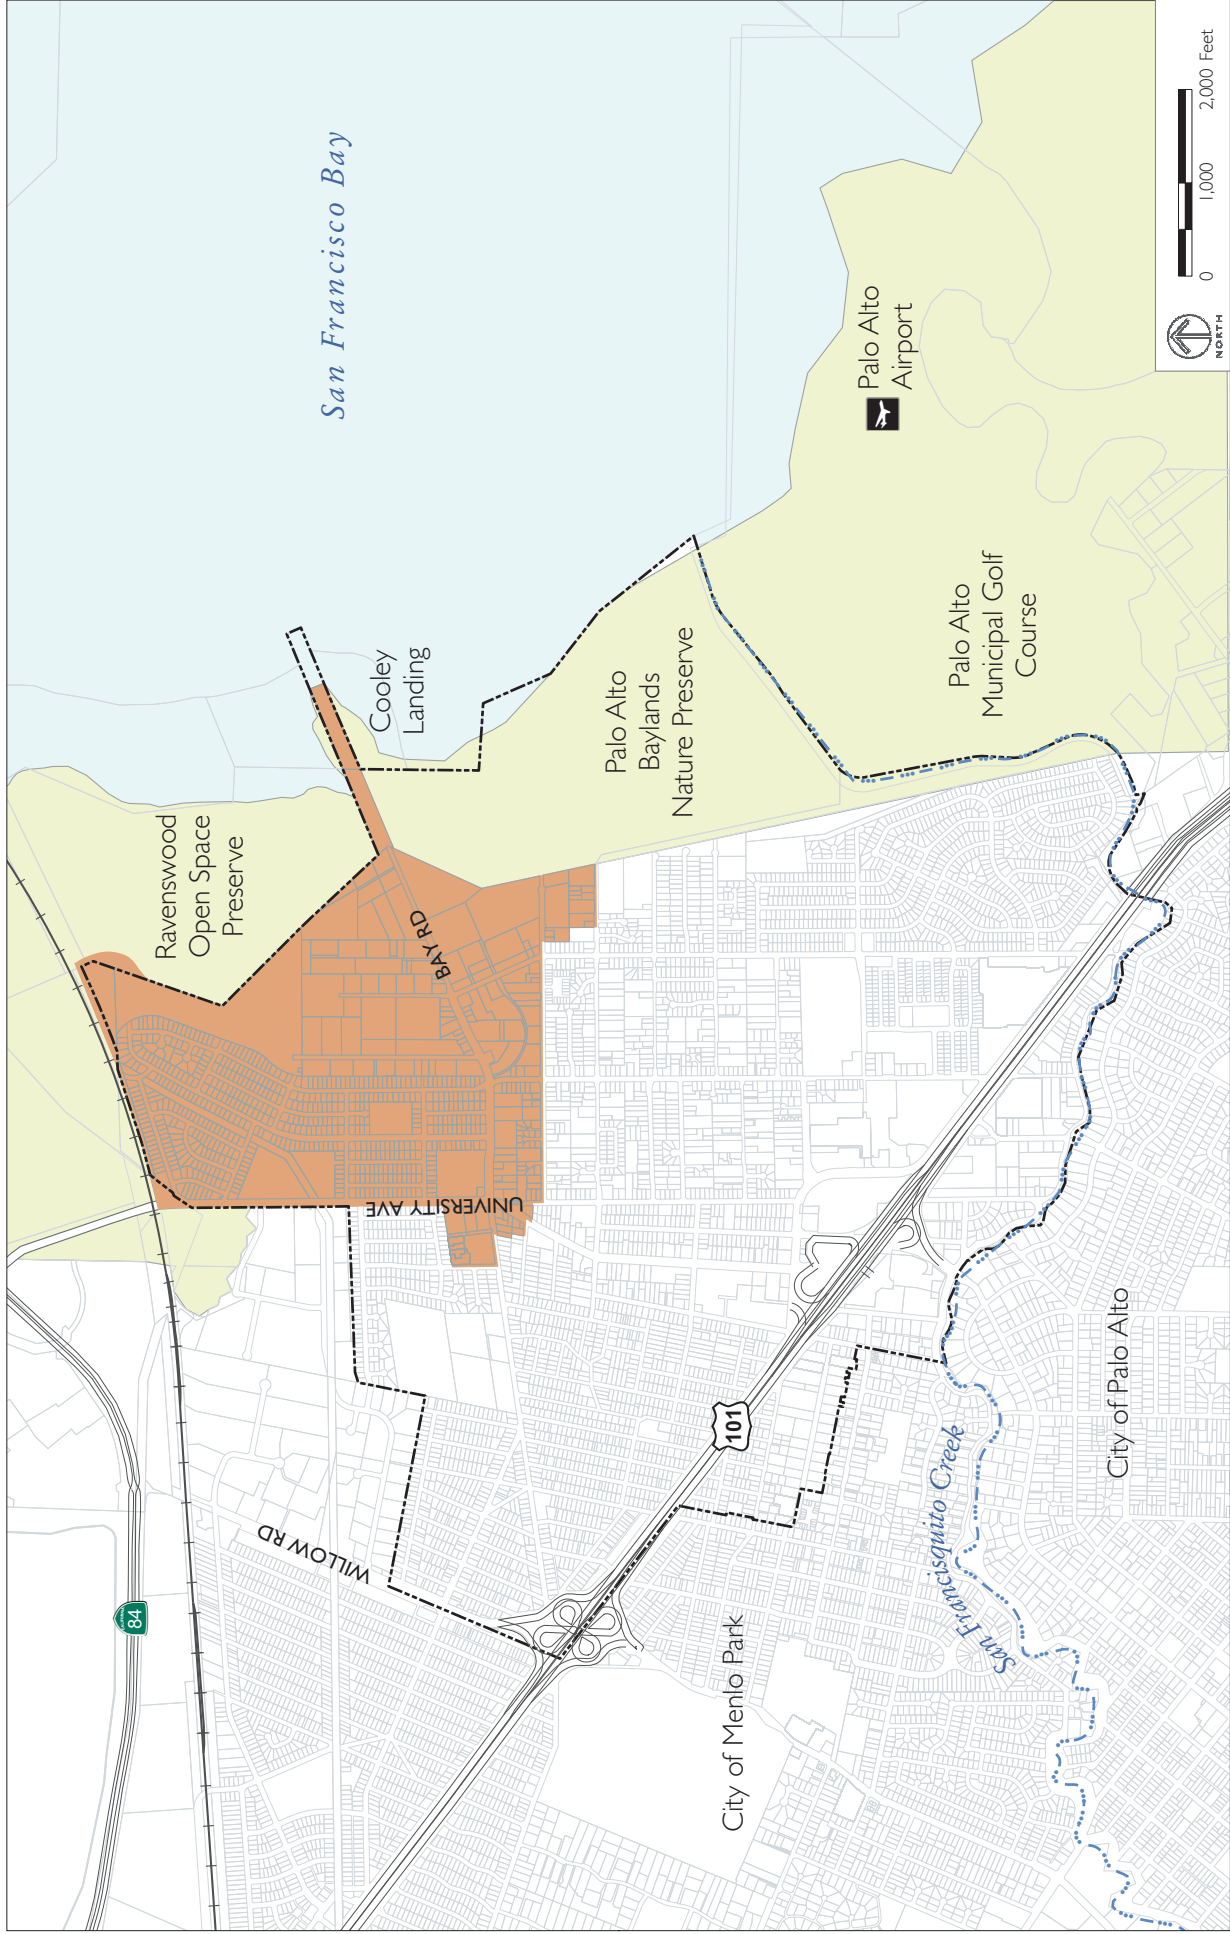 San Francisco Bay
Ravenswood
Open Space
Preserve
Cooley
Landing
BAY RD
UNIVERSITY AVE
WILLOW RD
CALIFORNIA
84
101
Palo Alto
Baylands
Nature Preserve
Palo Alto
Airport
Palo Alto
Municipal Golf
Course
San Francisquito Creek
City of Menlo Park
City of Palo Alto
NORTH
0 1,000 2,000 Feet